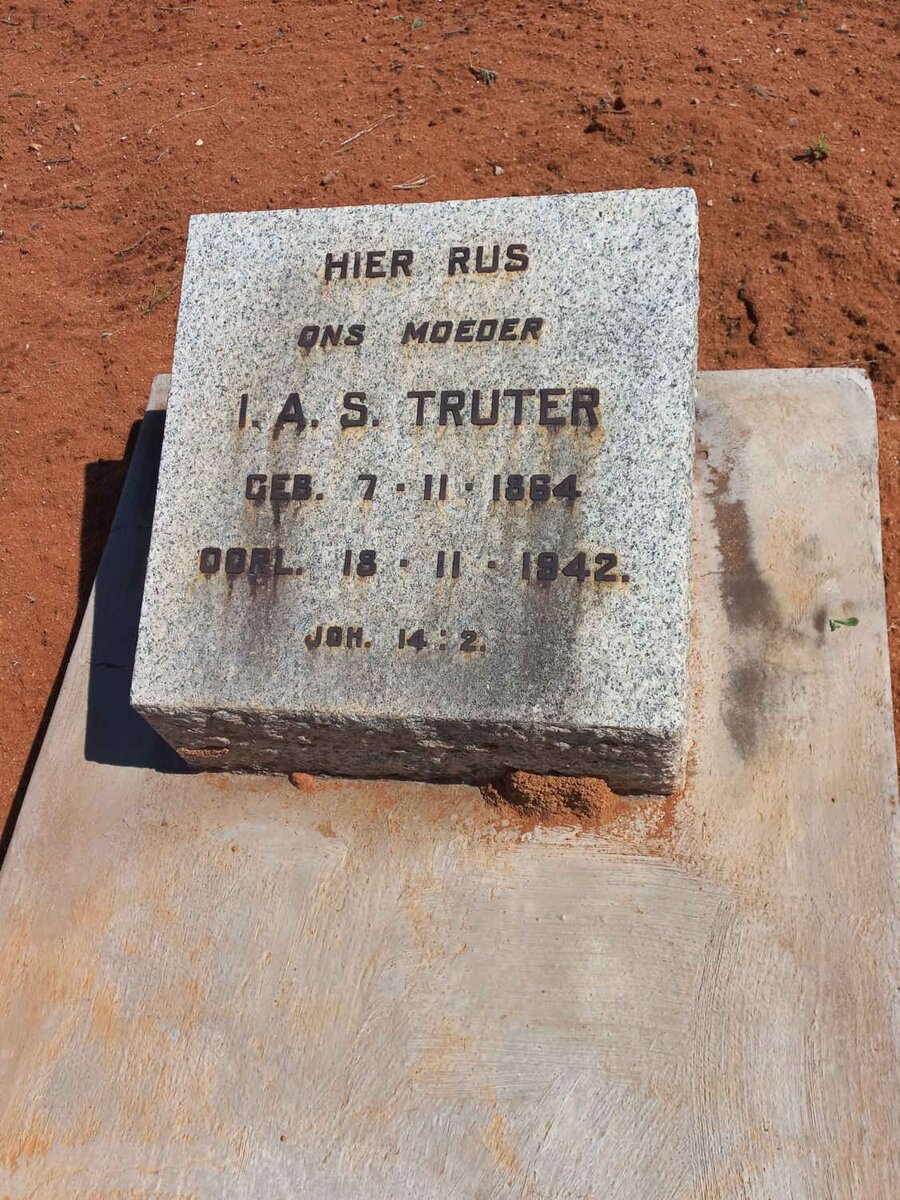 HIER RUS
ONS MOEDER
I. A. S. TRUTER
GEB. 7·11·1864
OORL. 18·11·1942.
JOH. 14:2.